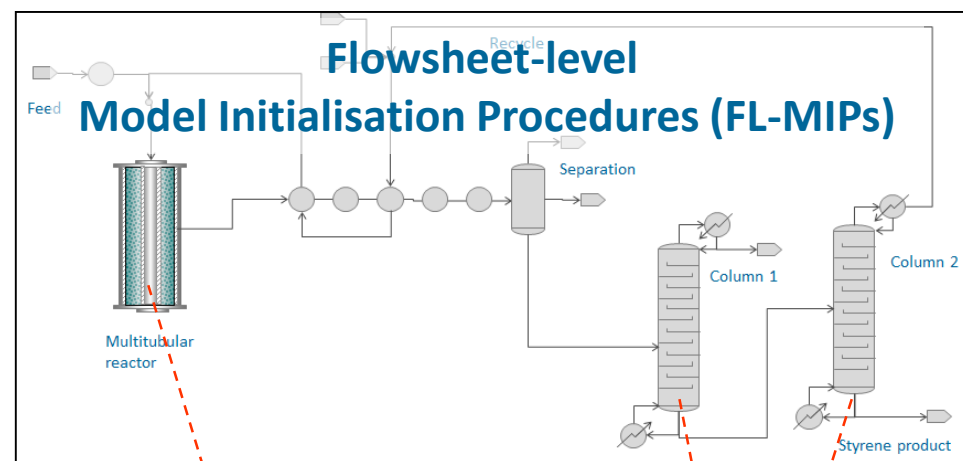 Recycle
Flowsheet-level
Model Initialisation Procedures (FL-MIPs)
Feed
Separation
Column 1
Column 2
Multitubular
reactor
Styrene product